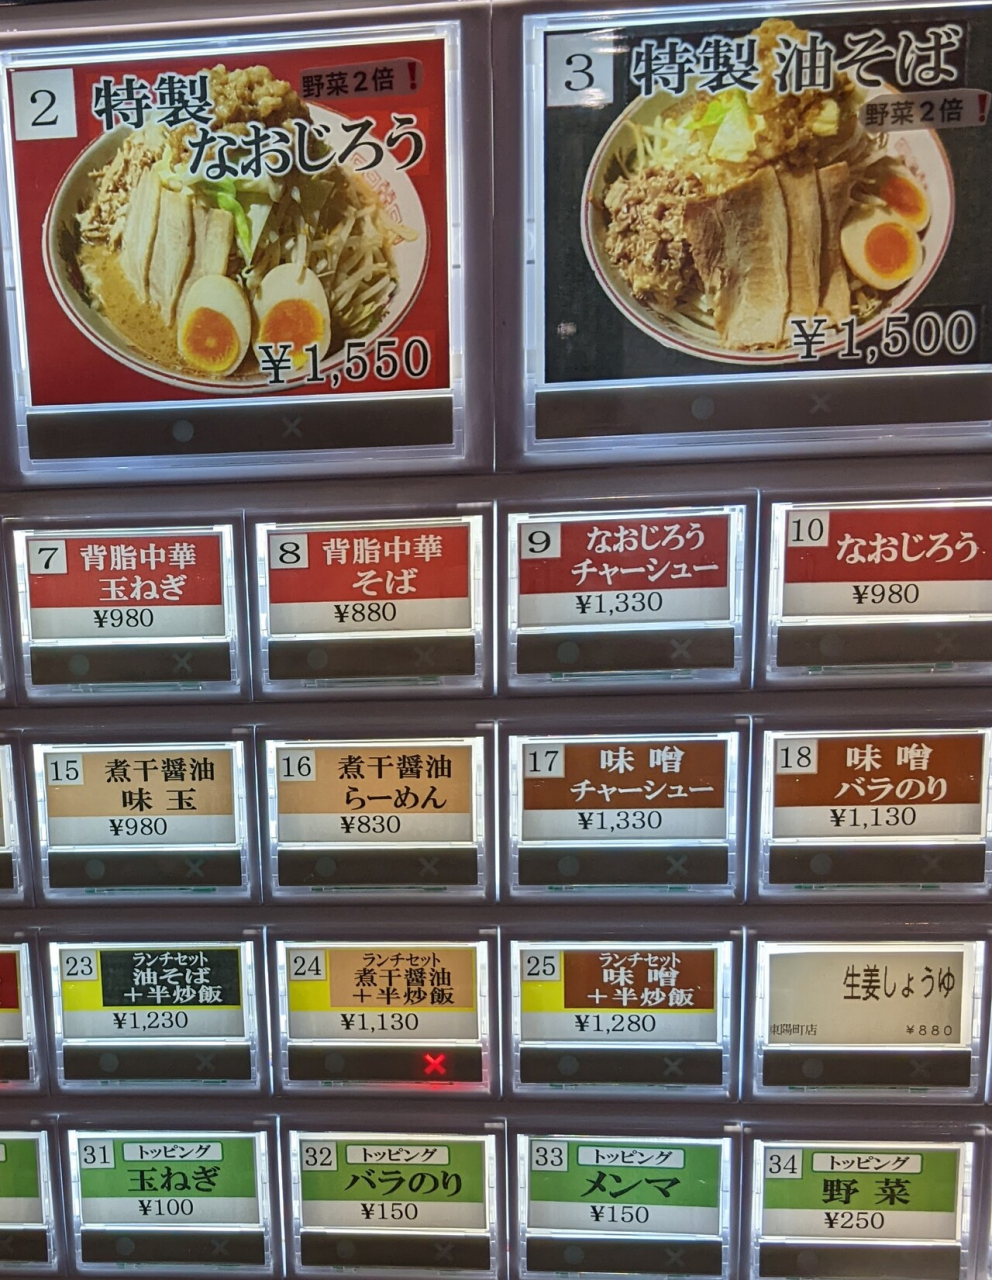 2
特製
なおじろう
野菜2倍❗
¥1,550
3
特製 油そば
野菜2倍❗
¥1,500
7
背脂中華
玉ねぎ
¥980
8
背脂中華
そば
¥880
9
なおじろう
チャーシュー
¥1,330
10
なおじろう
¥980
15
煮干醤油
味玉
¥980
16
煮干醤油
らーめん
¥830
17
味噌
チャーシュー
¥1,330
18
味噌
バラのり
¥1,130
23
ランチセット
油そば
+半炒飯
¥1,230
24
ランチセット
煮干醤油
+半炒飯
¥1,130
25
ランチセット
味噌
+半炒飯
¥1,280
生姜しょうゆ
東陽町店
¥880
31
トッピング
玉ねぎ
¥100
32
トッピング
バラのり
¥150
33
トッピング
メンマ
¥150
34
トッピング
野菜
¥250